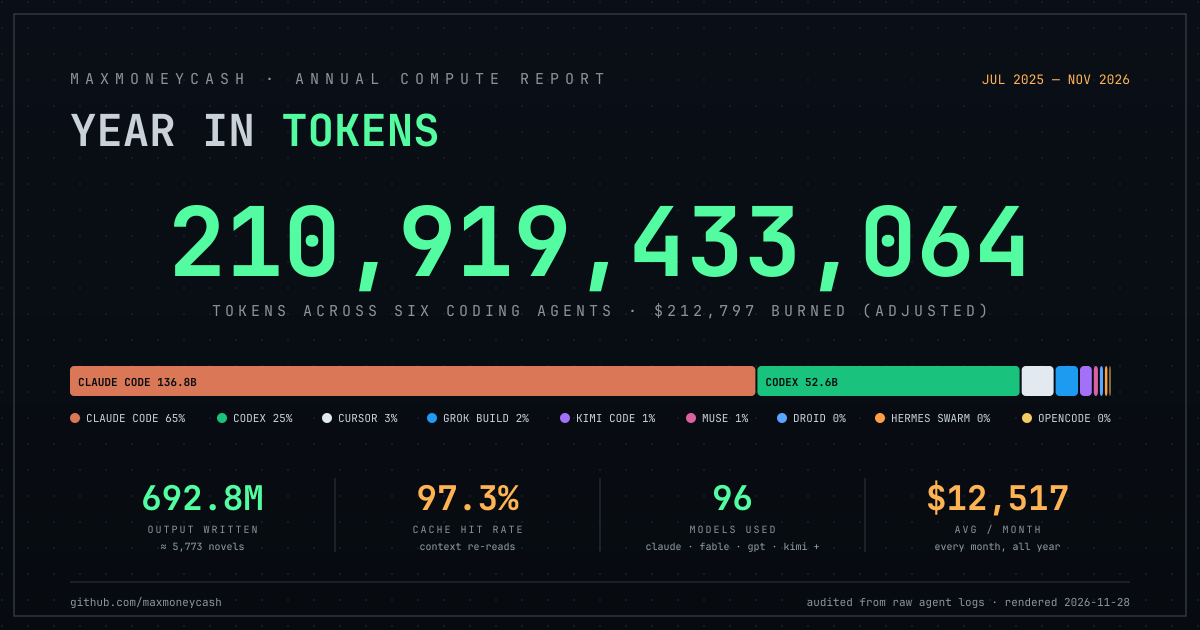 MAXMONEYCASH · ANNUAL COMPUTE REPORT
JUL 2025 — NOV 2026
YEAR IN TOKENS
210,919,433,064
TOKENS ACROSS SIX CODING AGENTS · $212,797 BURNED (ADJUSTED)
CLAUDE CODE 136.8B CODEX 52.6B
CLAUDE CODE 65% CODEX 25% CURSOR 3% GROK BUILD 2% KIMI CODE 1% MUSE 1% DROID 0% HERMES SWARM 0% OPENCODE 0%
692.8M
OUTPUT WRITTEN
≈ 5,773 novels
97.3%
CACHE HIT RATE
context re-reads
96
MODELS USED
claude · fable · gpt · kimi +
$12,517
AVG / MONTH
every month, all year
github.com/maxmoneycash
audited from raw agent logs · rendered 2026-11-28